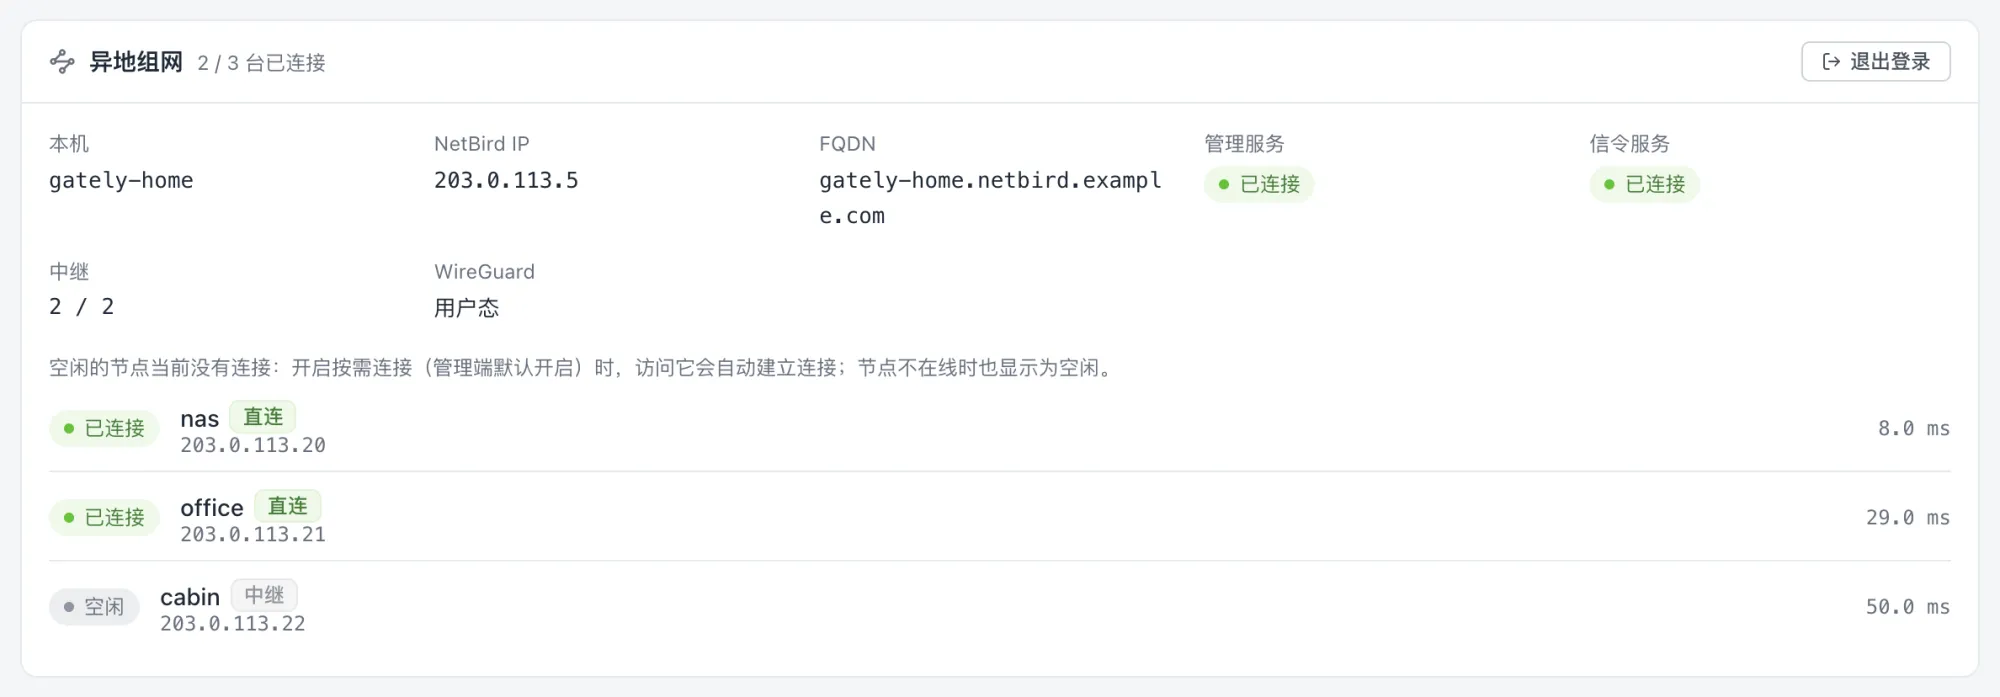 异地组网 2 / 3 台已连接
退出登录
本机
gately-home
NetBird IP
203.0.113.5
FQDN
gately-home.netbird.exampl
e.com
管理服务
已连接
信令服务
已连接
中继
2 / 2
WireGuard
用户态
空闲的节点当前没有连接：开启按需连接（管理端默认开启）时，访问它会自动建立连接；节点不在线时也显示为空闲。
已连接
nas 直连
203.0.113.20
8.0 ms
已连接
office 直连
203.0.113.21
29.0 ms
空闲
cabin 中继
203.0.113.22
50.0 ms